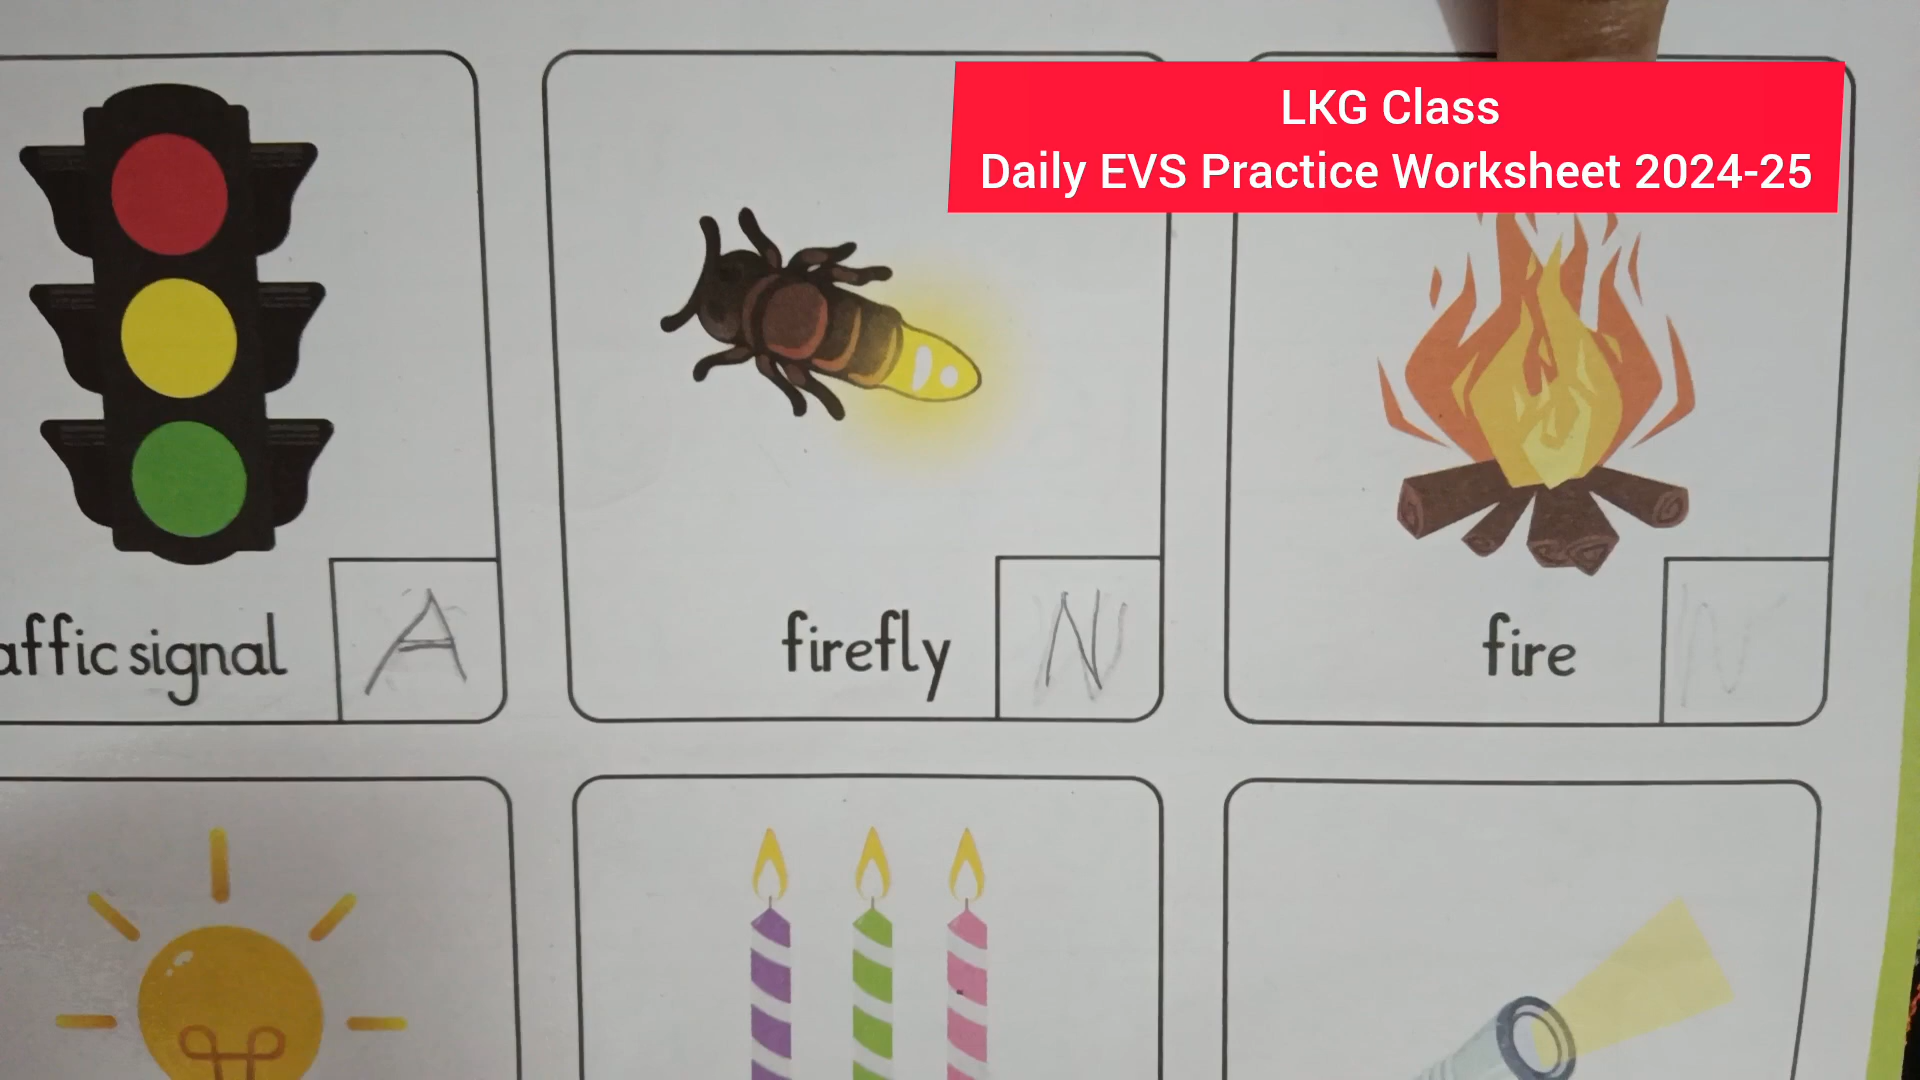 LKG Class
Daily EVS Practice Worksheet 2024-25
affic signal
A
firefly
N
fire
N